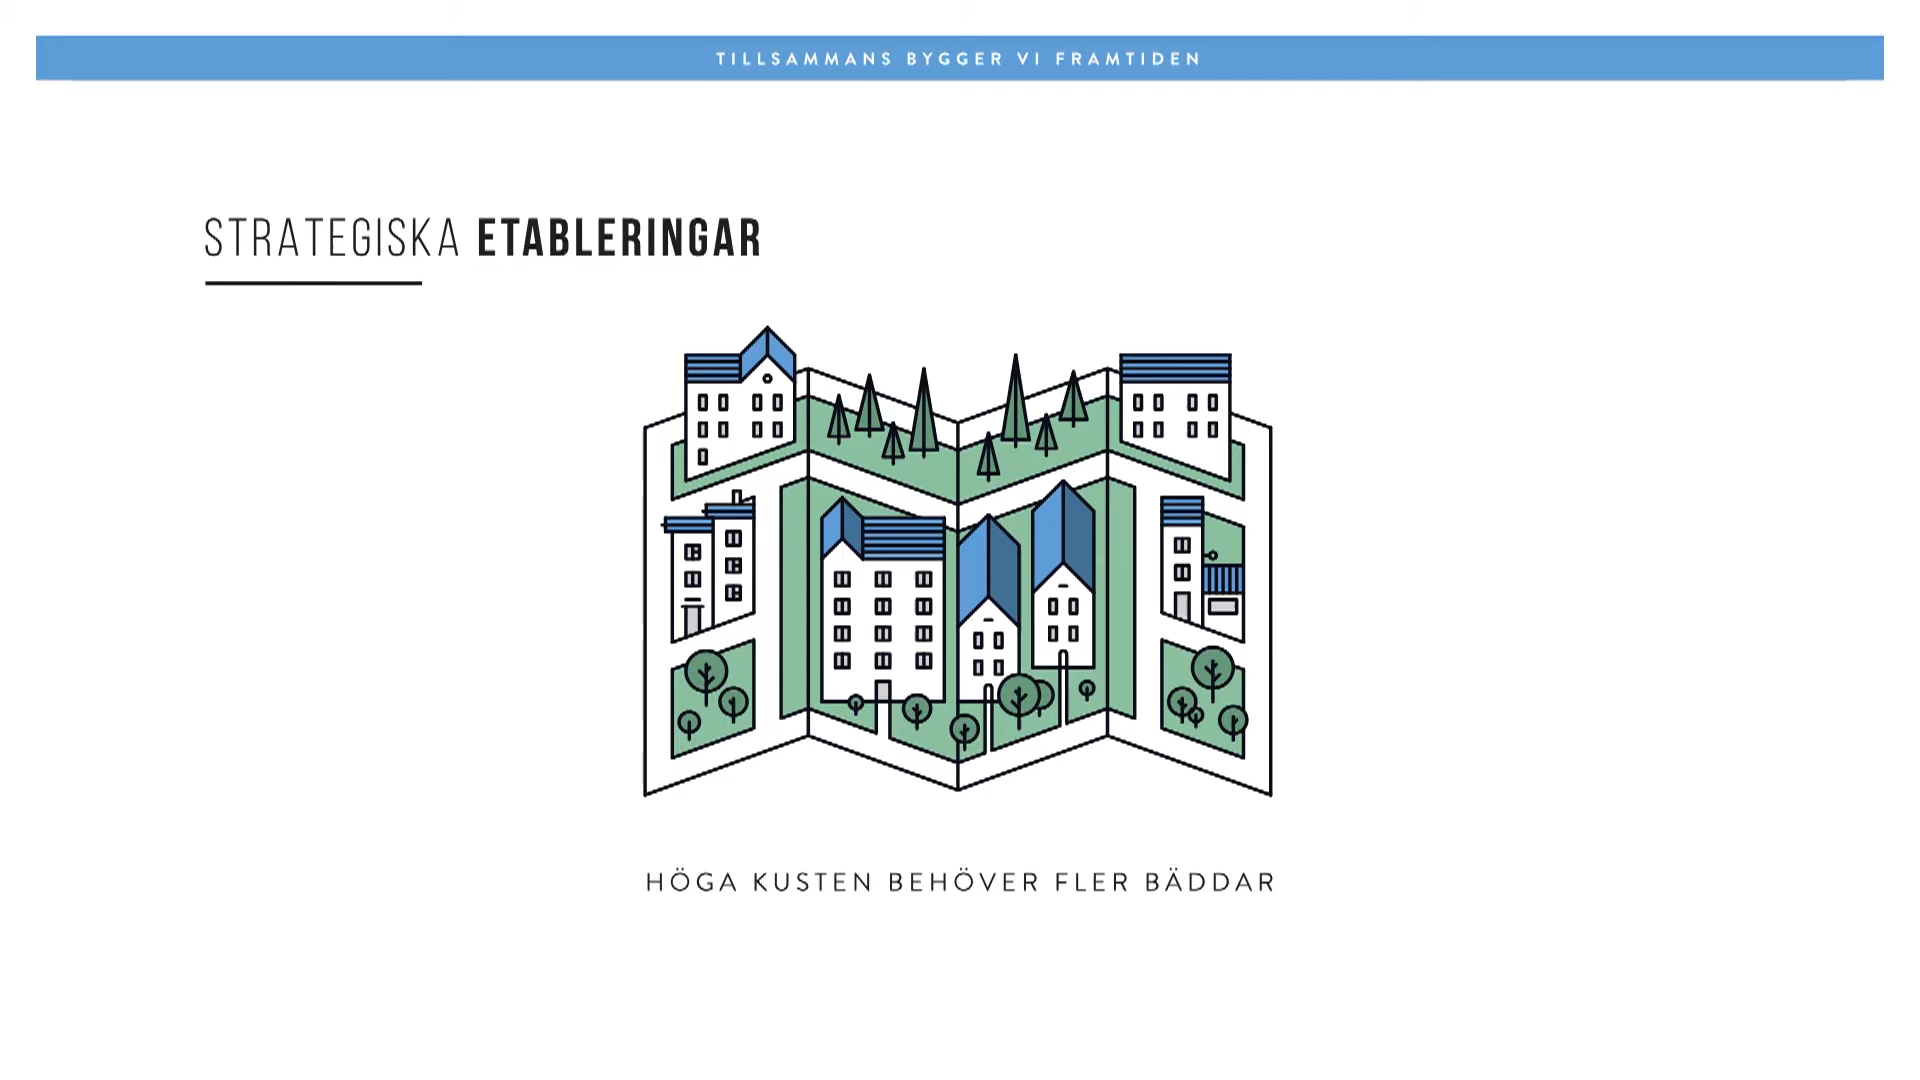 TILLSAMMANS BYGGER VI FRAMTIDEN
STRATEGISKA ETABLERINGAR
HÖGA KUSTEN BEHÖVER FLER BÄDDAR